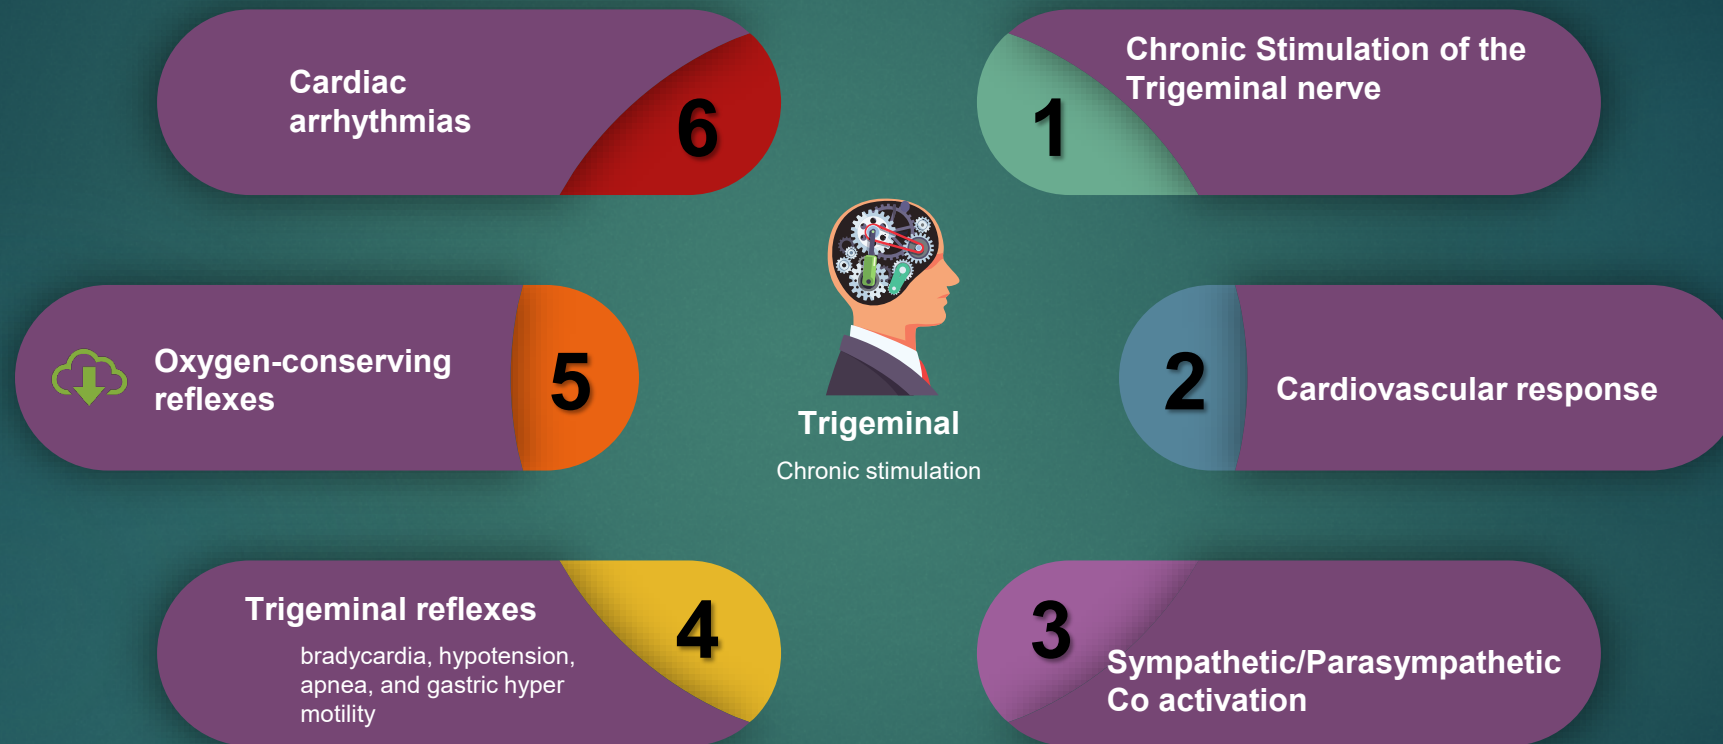 1
Chronic Stimulation of the
Trigeminal nerve
2
Cardiovascular response
3
Sympathetic/Parasympathetic
Co activation
4
Trigeminal reflexes
bradycardia, hypotension,
apnea, and gastric hyper
motility
5
Oxygen-conserving
reflexes
6
Cardiac
arrhythmias
Trigeminal
Chronic stimulation